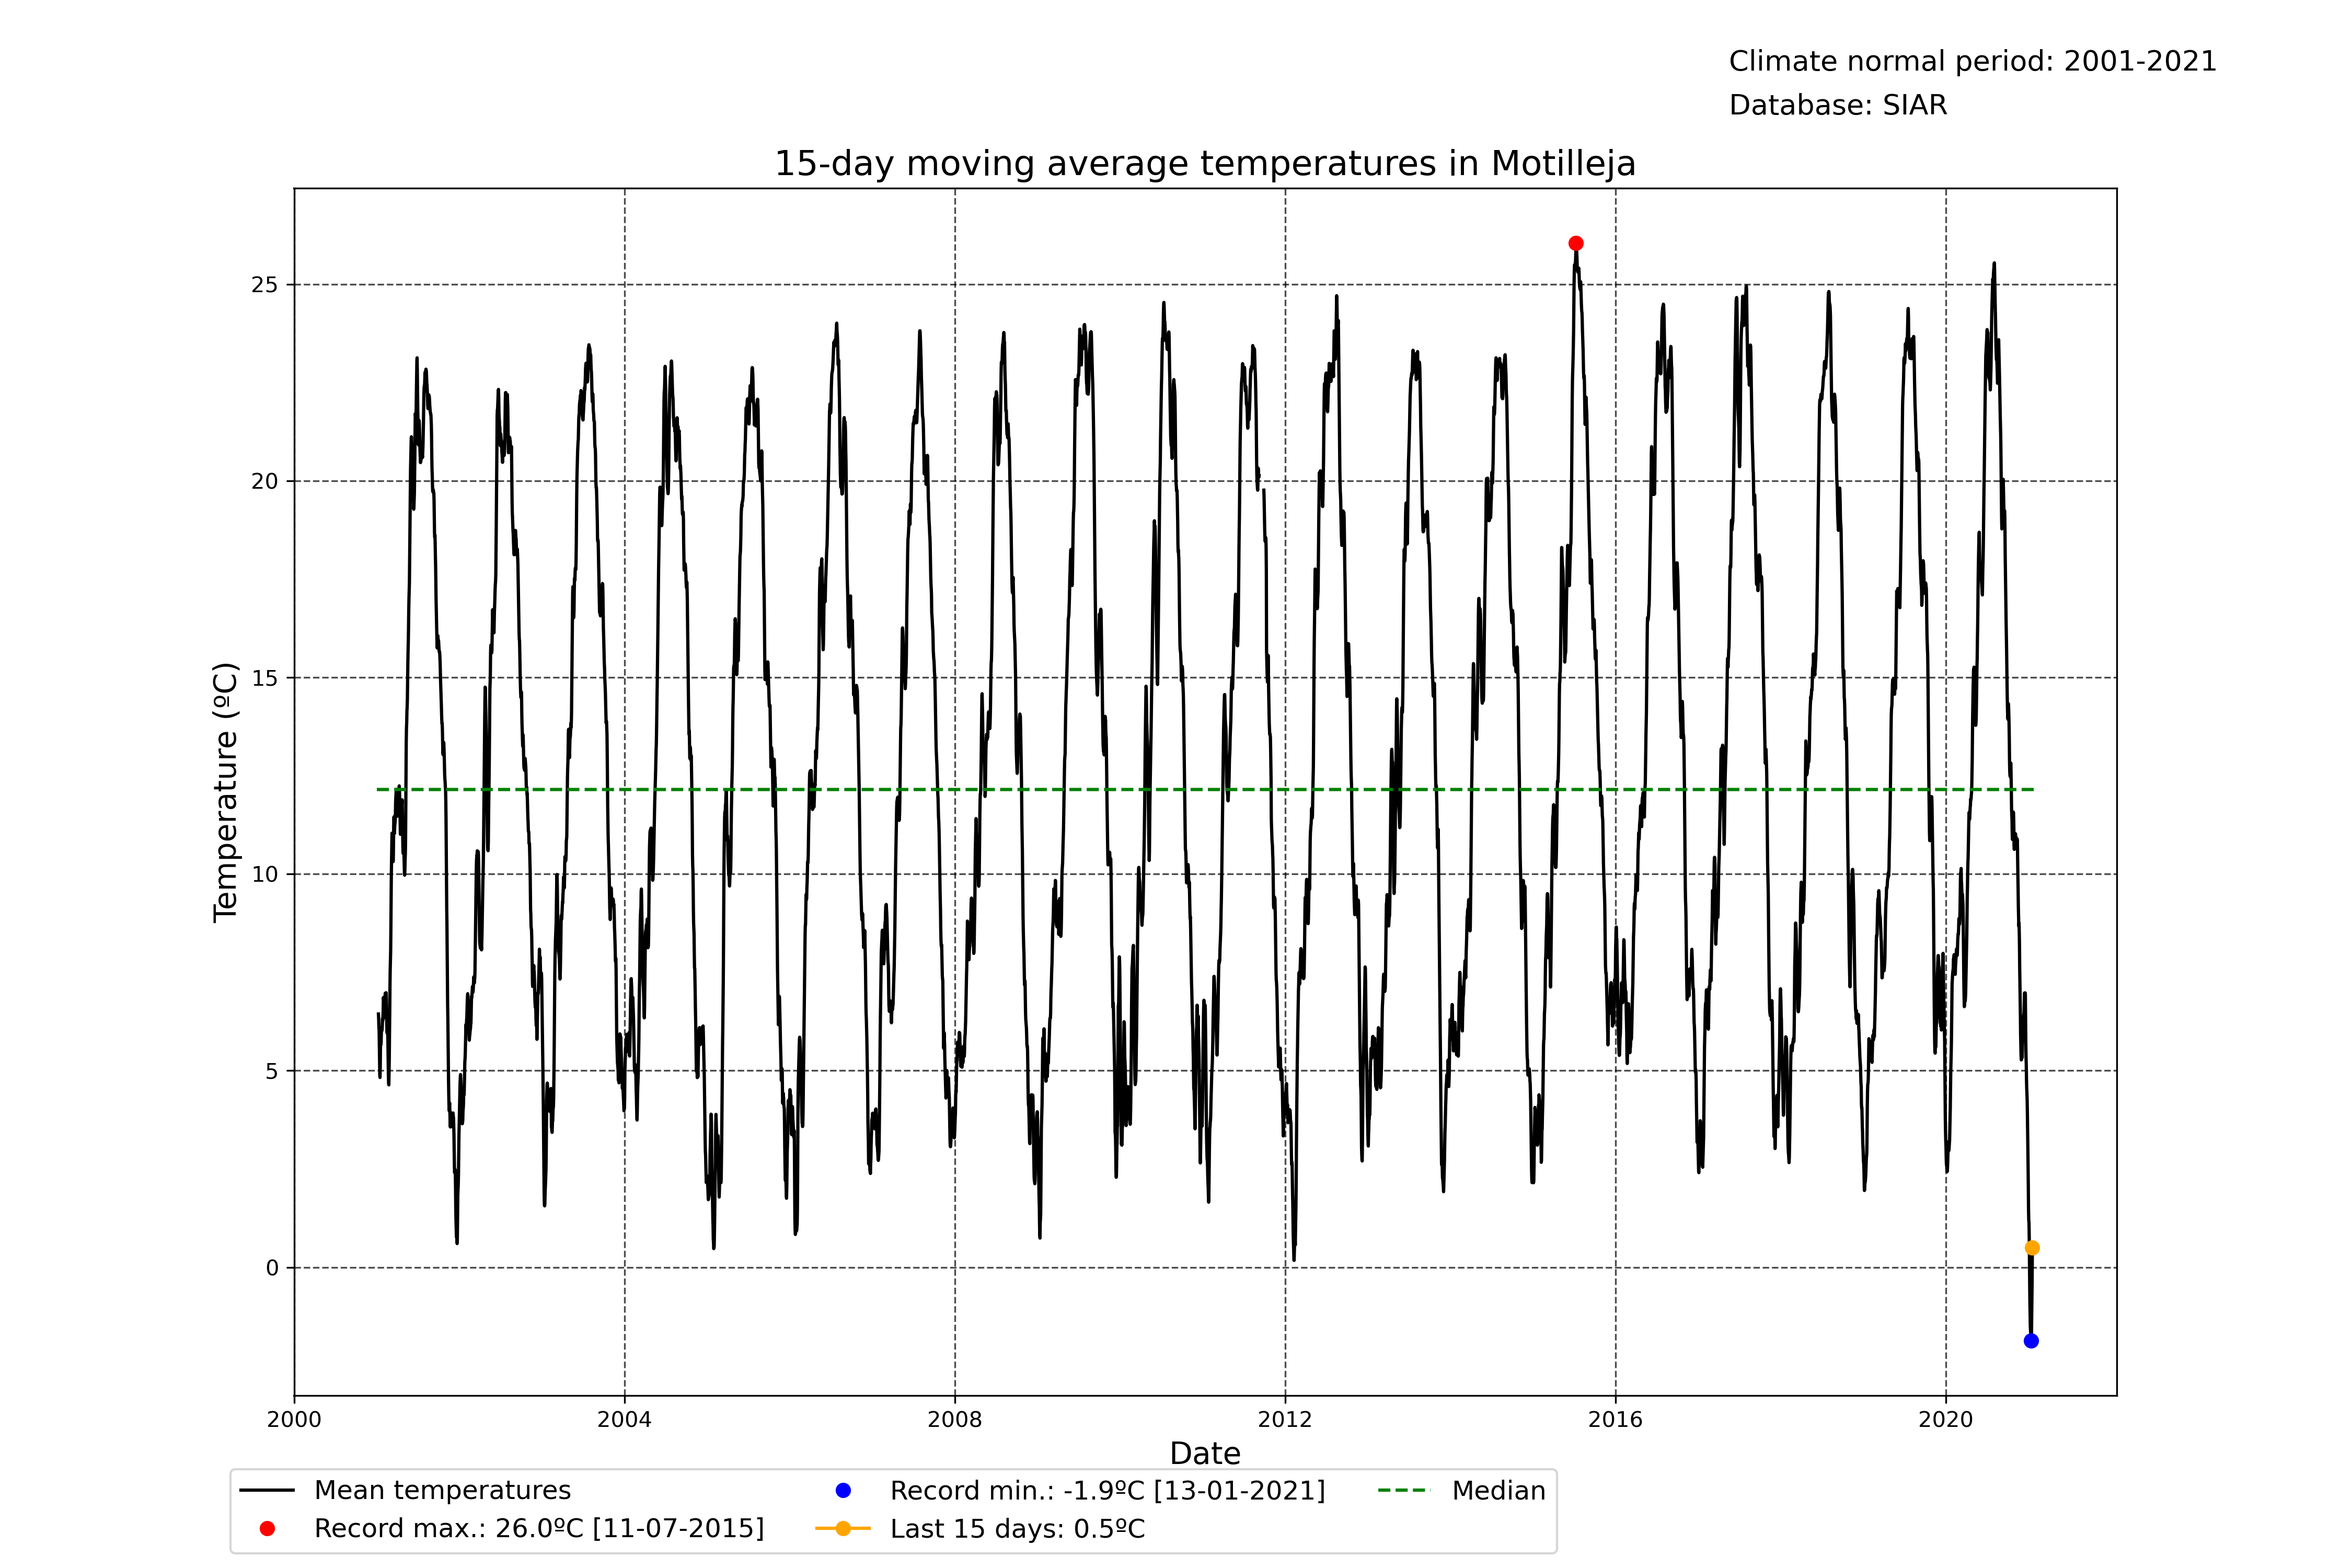 Climate normal period: 2001-2021
Database: SIAR
15-day moving average temperatures in Motilleja
Temperature (ºC)
25
20
15
10
5
0
2000 2004 2008 2012 2016 2020
Date
Mean temperatures
Record max.: 26.0ºC [11-07-2015]
Record min.: -1.9ºC [13-01-2021]
Last 15 days: 0.5ºC
Median